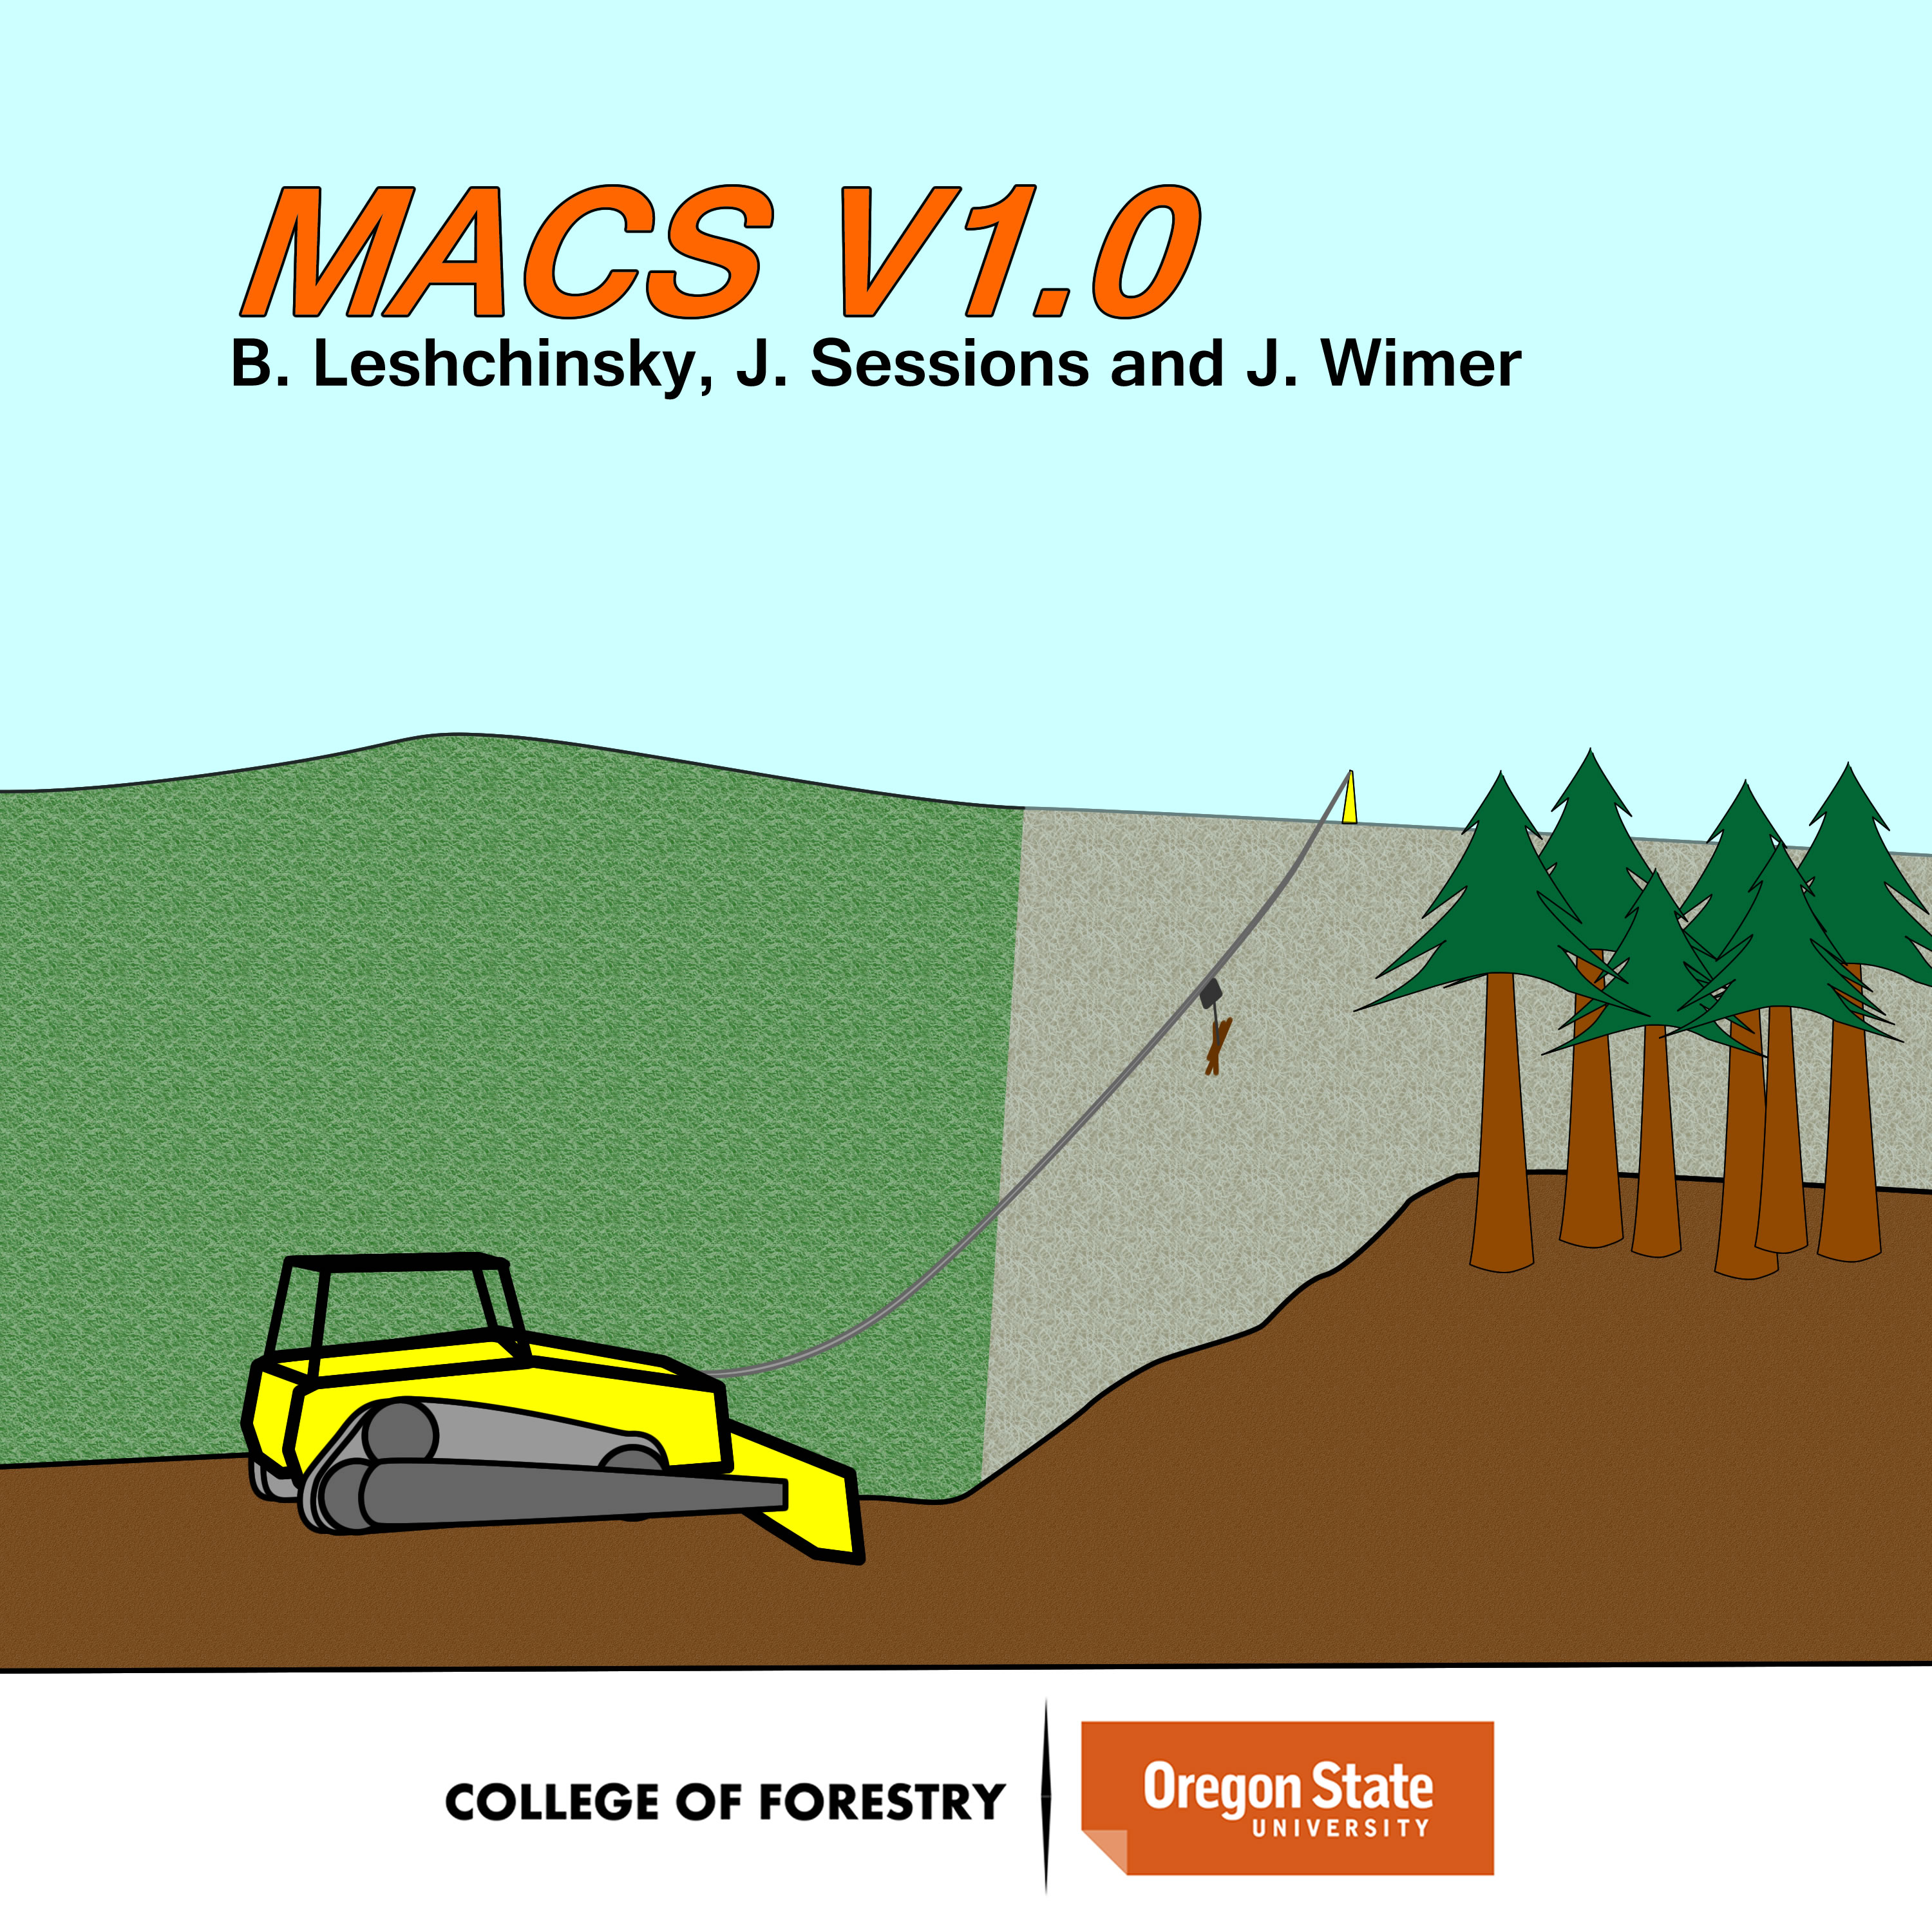 MACS V1.0
B. Leshchinsky, J. Sessions and J. Wimer
COLLEGE OF FORESTRY
Oregon State
UNIVERSITY